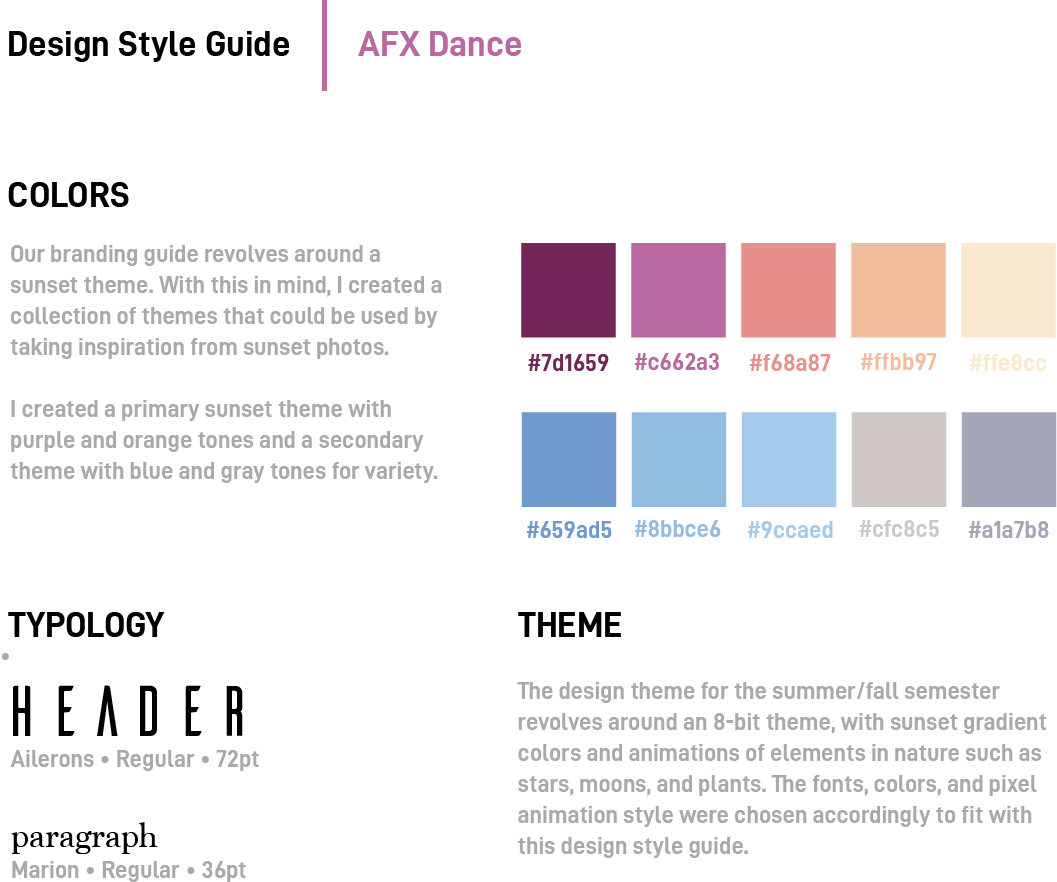 Design Style Guide
AFX Dance
COLORS
Our branding guide revolves around a
sunset theme. With this in mind, I created a
collection of themes that could be used by
taking inspiration from sunset photos.
I created a primary sunset theme with
purple and orange tones and a secondary
theme with blue and gray tones for variety.
#7d1659 #c662a3 #f68a87 #ffbb97 #ffe8cc
#659ad5 #8bbce6 #9ccaed #cfc8c5 #a1a7b8
TYPOLOGY
HEADER
Ailerons • Regular • 72pt
paragraph
Marion • Regular • 36pt
THEME
The design theme for the summer/fall semester
revolves around an 8-bit theme, with sunset gradient
colors and animations of elements in nature such as
stars, moons, and plants. The fonts, colors, and pixel
animation style were chosen accordingly to fit with
this design style guide.